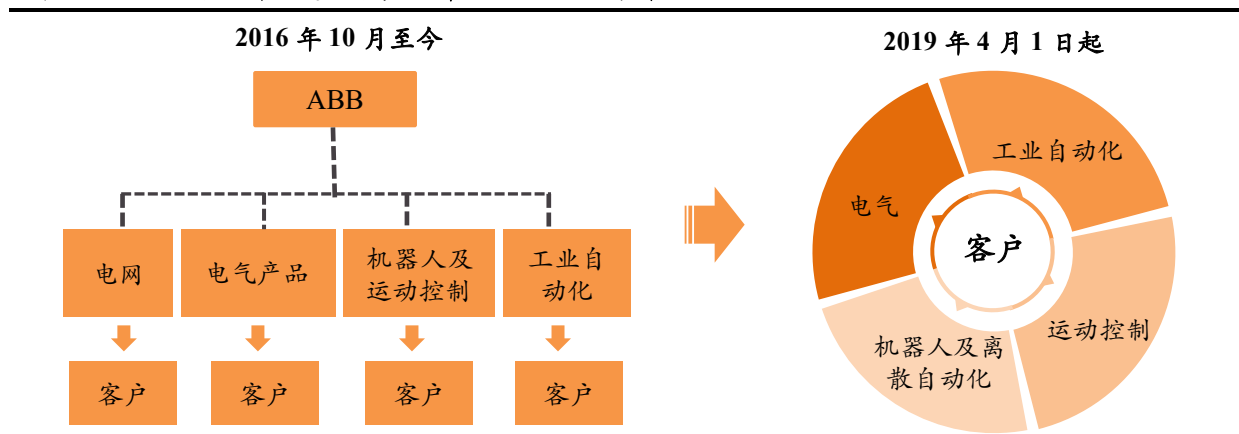 2016 年 10 月至今
2019 年 4 月 1 日起
ABB
电网
电气产品
机器人及
运动控制
工业自
动化
客户
客户
客户
客户
工业自动化
电气
客户
运动控制
机器人及离
散自动化